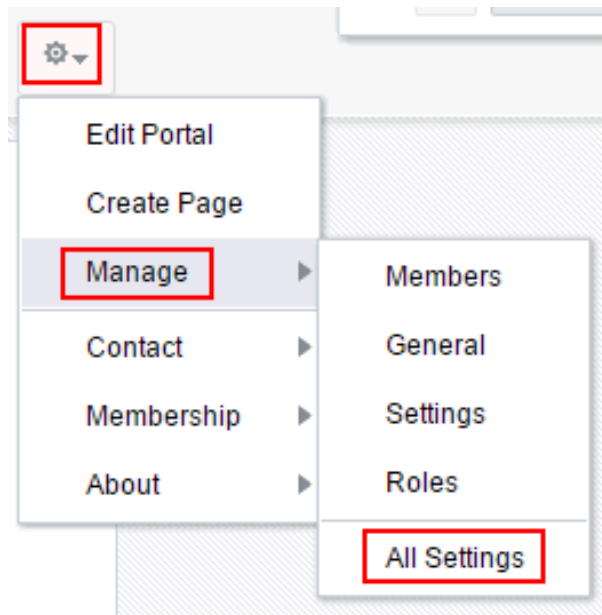 Edit Portal
Create Page
Manage
Contact
Membership
About
Members
General
Settings
Roles
All Settings